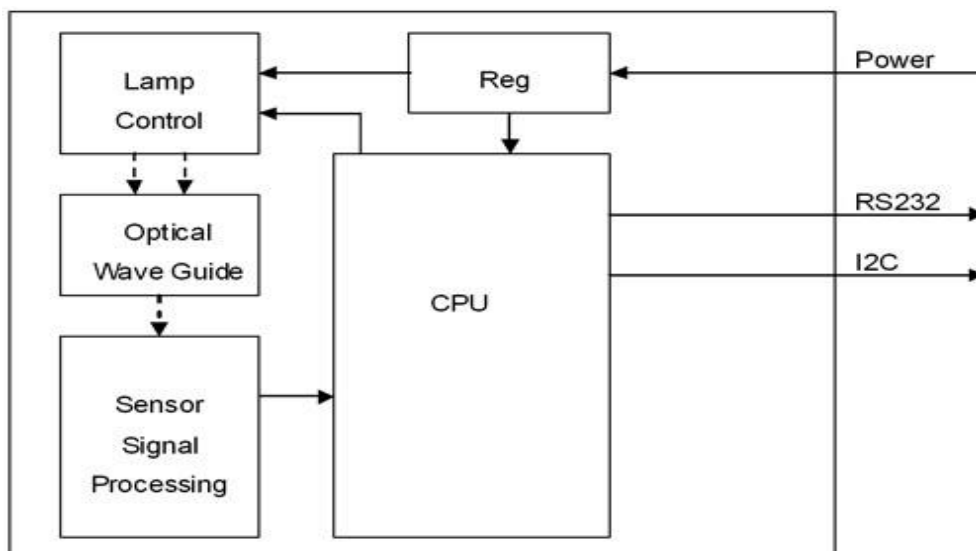 Lamp
Control
Reg
Power
Optical
Wave Guide
CPU
RS232
I2C
Sensor
Signal
Processing